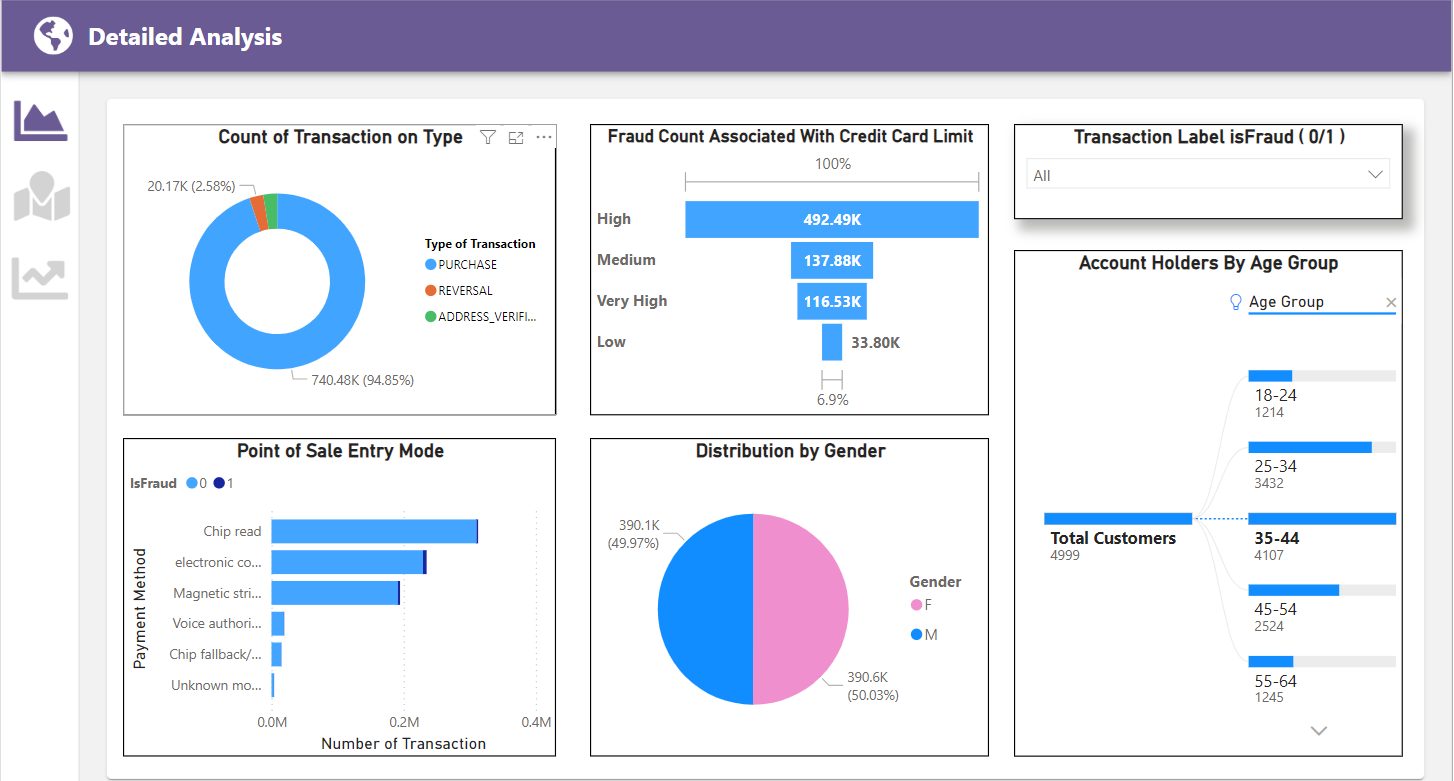 Detailed Analysis
Count of Transaction on Type
20.17K (2.58%)
740.48K (94.85%)
Type of Transaction
PURCHASE
REVERSAL
ADDRESS_VERIFI...
Fraud Count Associated With Credit Card Limit
100%
High
492.49K
Medium
137.88K
Very High
116.53K
Low
33.80K
6.9%
Transaction Label isFraud ( 0/1 )
All
Account Holders By Age Group
Age Group
Total Customers
4999
18-24
1214
25-34
3432
35-44
4107
45-54
2524
55-64
1245
Point of Sale Entry Mode
IsFraud 0 1
Payment Method
Chip read
electronic co...
Magnetic stri...
Voice authori...
Chip fallback/...
Unknown mo...
0.0M 0.2M 0.4M
Number of Transaction
Distribution by Gender
390.1K
(49.97%)
390.6K
(50.03%)
Gender
F
M